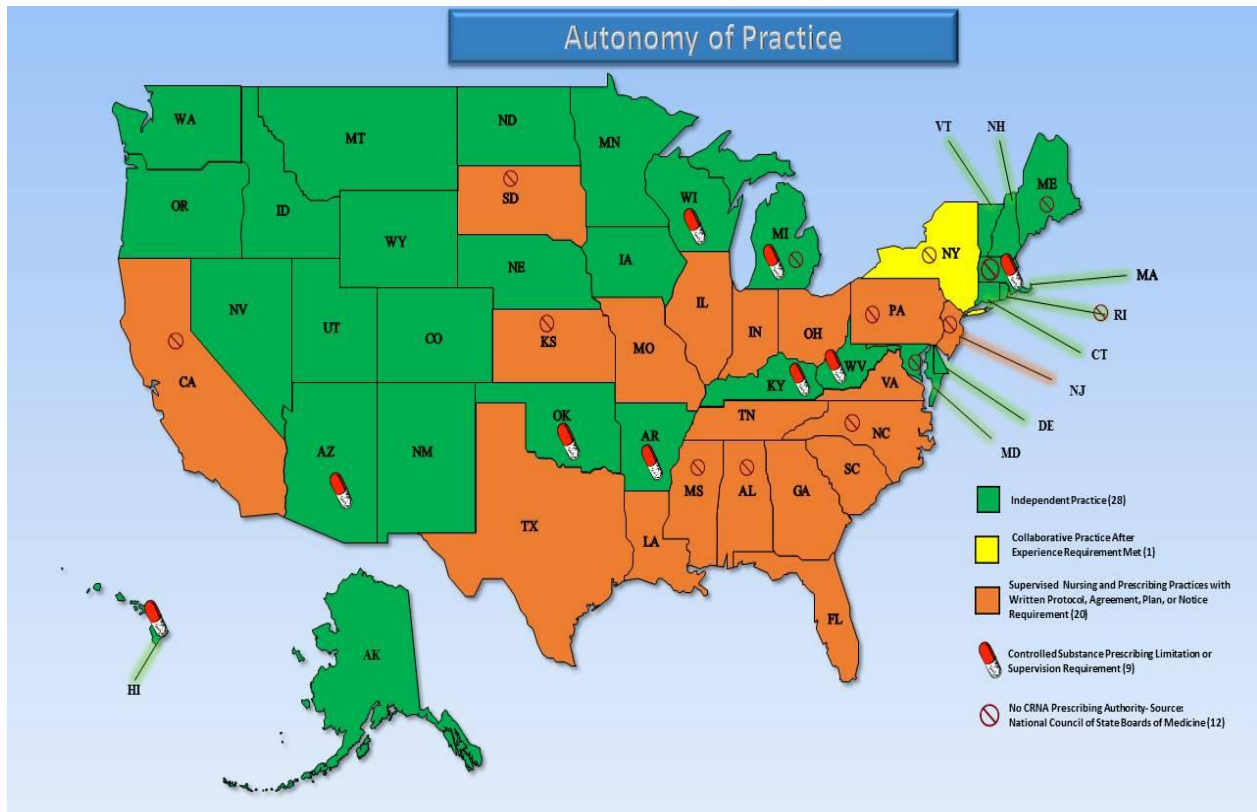 Autonomy of Practice
WA
MT
ND
MN
VT
NH
ME
OR
ID
SD
WI
MI
NY
WY
MA
IA
NE
PA
RI
NV
IL
IN
OH
UT
CO
KS
MO
WV
CT
CA
KY
VA
NJ
TN
OK
AR
NC
DE
AZ
NM
SC
MD
MS
AL
GA
TX
LA
FL
AK
HI
Independent Practice (28)
Collaborative Practice After
Experience Requirement Met (1)
Supervised Nursing and Prescribing Practices with
Written Protocol, Agreement, Plan, or Notice
Requirement (20)
Controlled Substance Prescribing Limitation or
Supervision Requirement (9)
No CRNA Prescribing Authority- Source:
National Council of State Boards of Medicine (12)